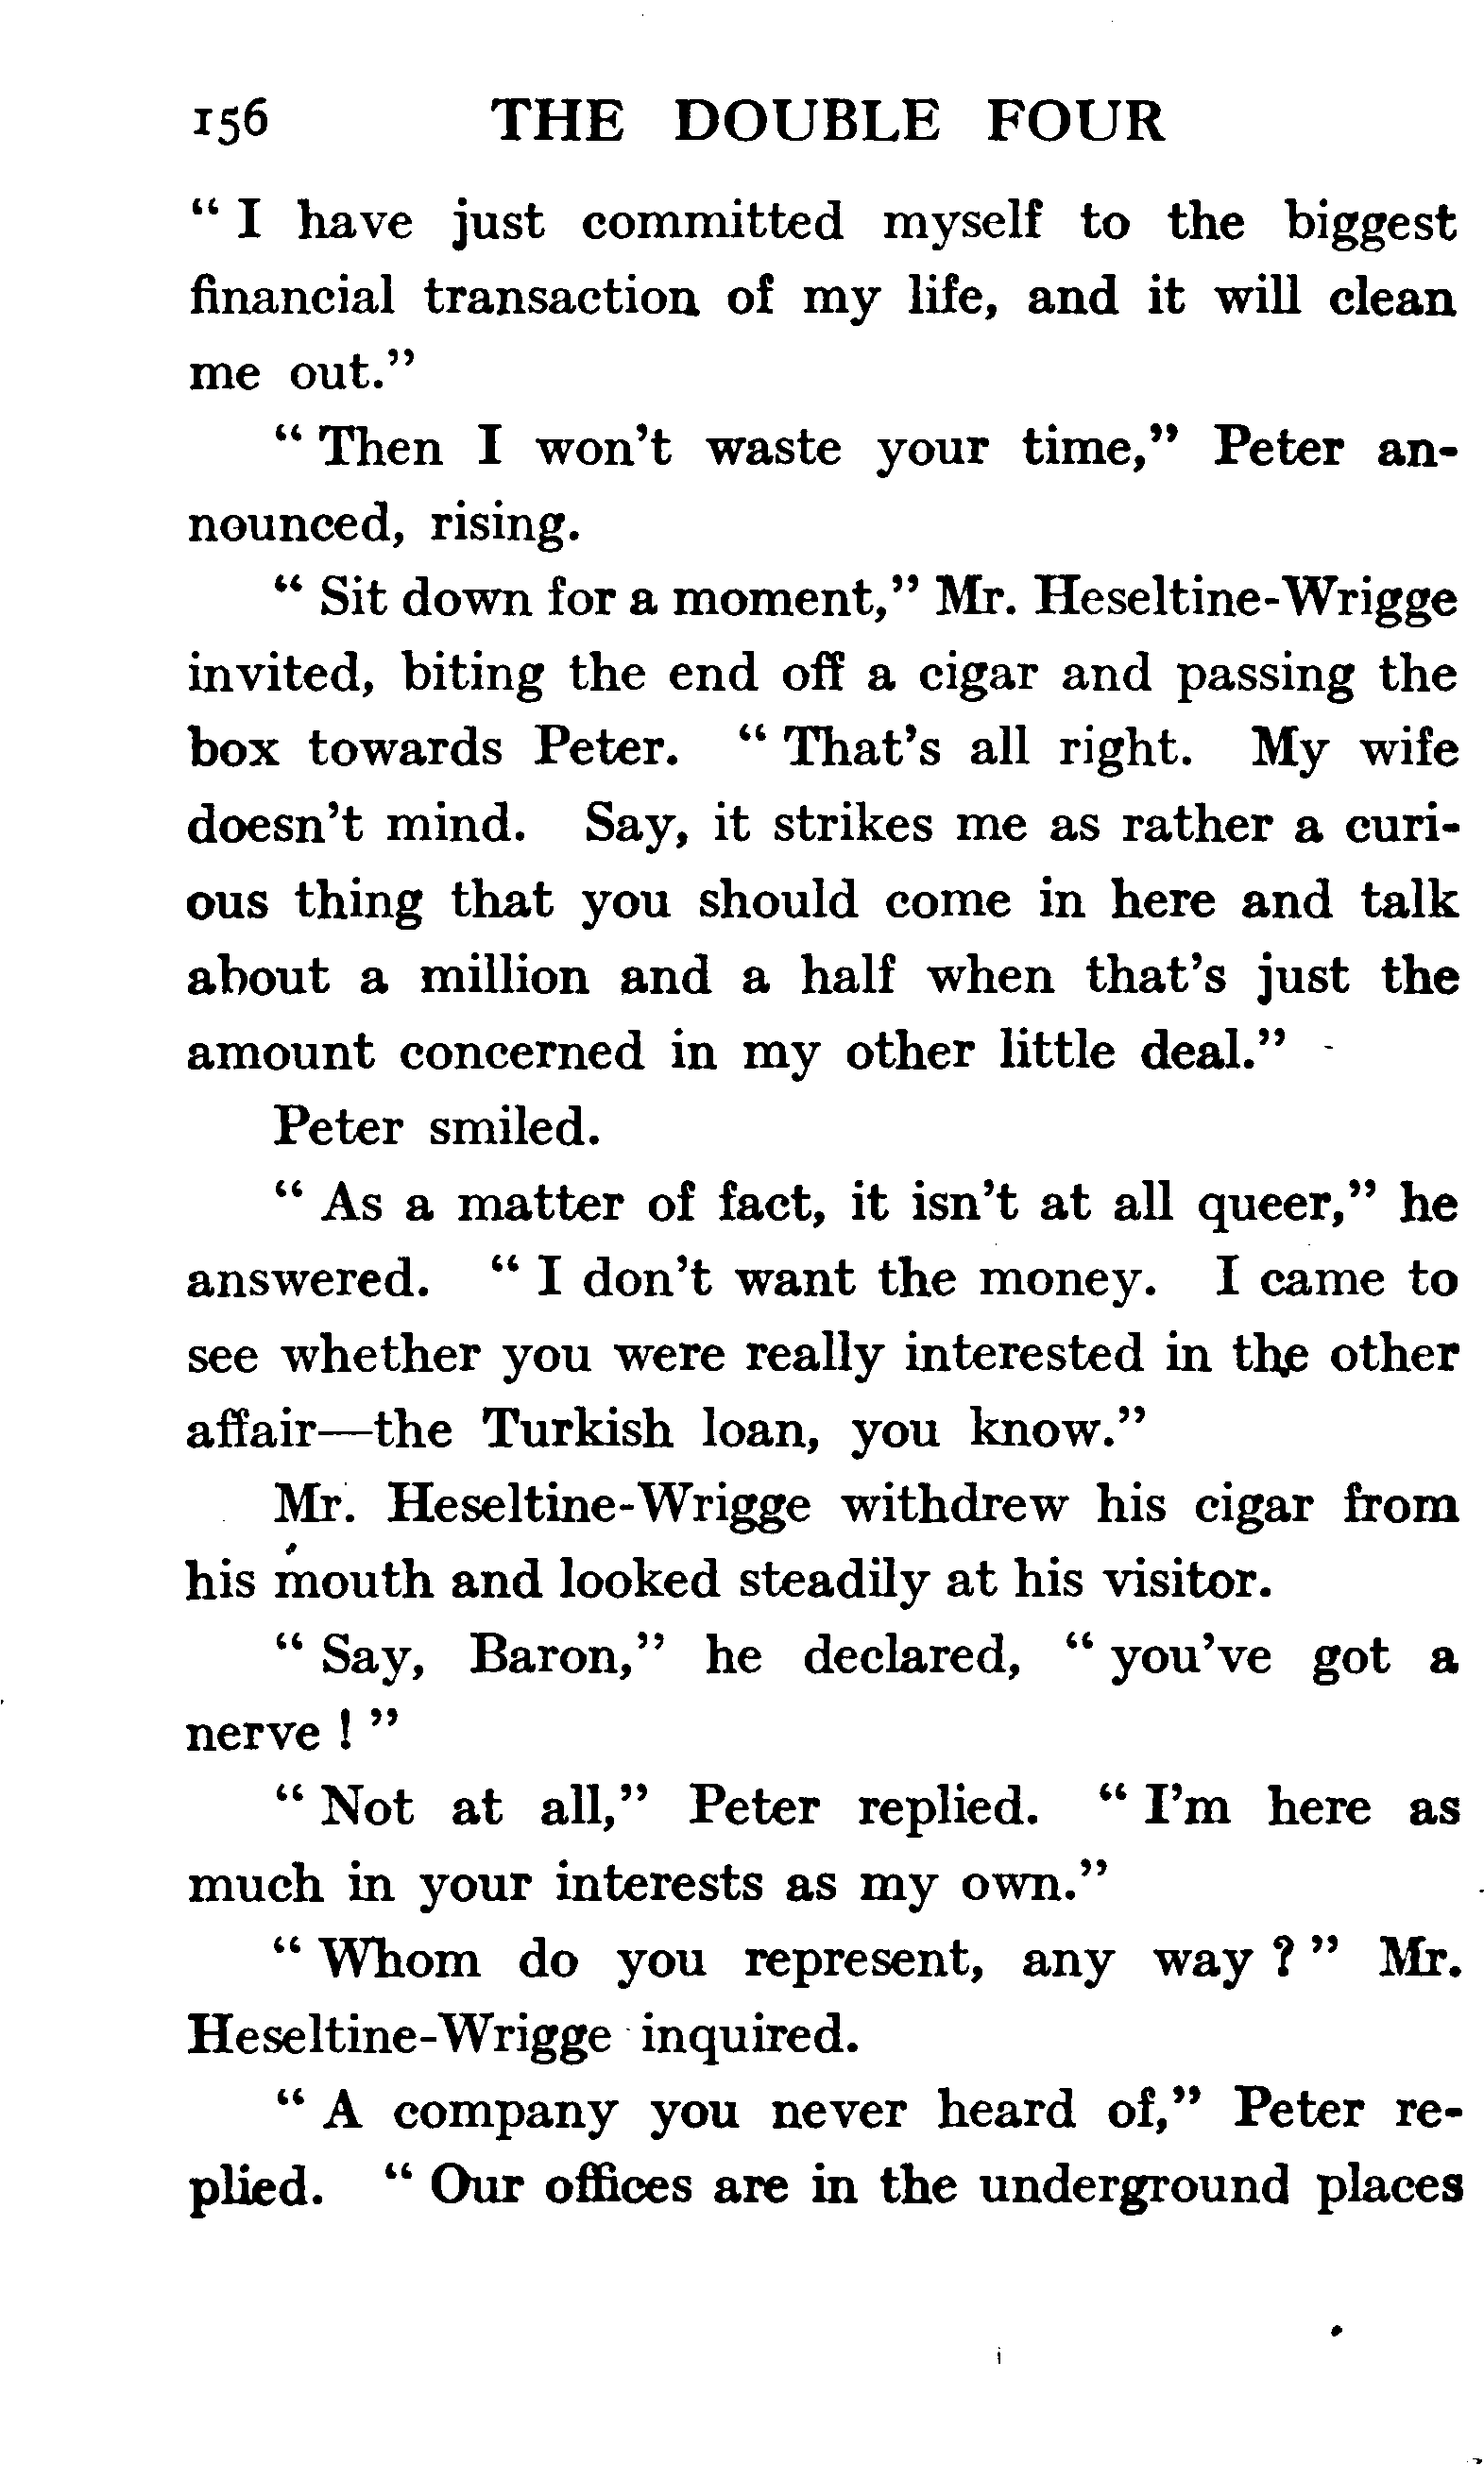 156 THE DOUBLE FOUR
“ I have just committed myself to the biggest
financial transaction of my life, and it will clean
me out.”
“ Then I won't waste your time,” Peter an-
nounced, rising.
“ Sit down for a moment,” Mr. Heseltine-Wrigge
invited, biting the end off a cigar and passing the
box towards Peter. “ That's all right. My wife
doesn't mind. Say, it strikes me as rather a curi-
ous thing that you should come in here and talk
about a million and a half when that's just the
amount concerned in my other little deal.”
Peter smiled.
“ As a matter of fact, it isn't at all queer,” he
answered. “ I don't want the money. I came to
see whether you were really interested in the other
affair—the Turkish loan, you know.”
Mr. Heseltine-Wrigge withdrew his cigar from
his mouth and looked steadily at his visitor.
“ Say, Baron,” he declared, “ you've got a
nerve ! ”
“ Not at all,” Peter replied. “ I'm here as
much in your interests as my own.”
“ Whom do you represent, any way ? ” Mr.
Heseltine-Wrigge inquired.
“ A company you never heard of,” Peter re-
plied. “ Our offices are in the underground places